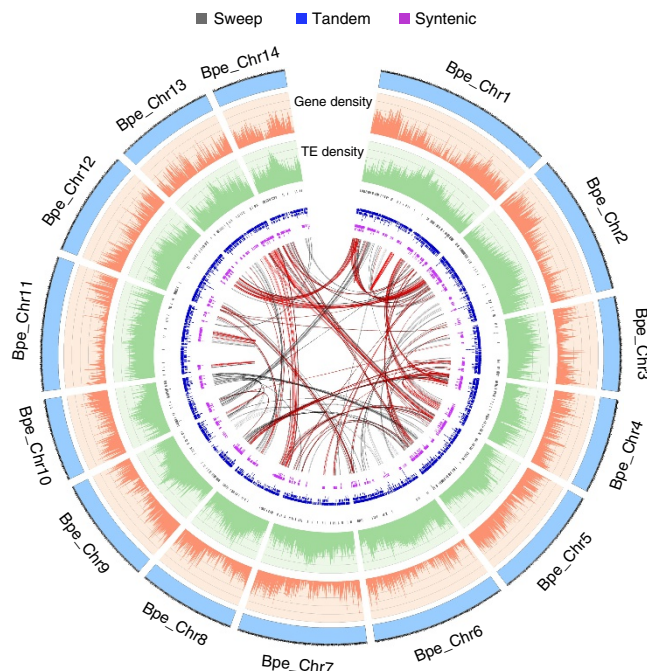 Sweep Tandem Syntenic
Bpe_Chr14
Bpe_Chr1
Gene density
Bpe_Chr13
TE density
Bpe_Chr12
Bpe_Chr2
Bpe_Chr11
Bpe_Chr3
Bpe_Chr10
Bpe_Chr4
Bpe_Chr9
Bpe_Chr5
Bpe_Chr8
Bpe_Chr6
Bpe_Chr7